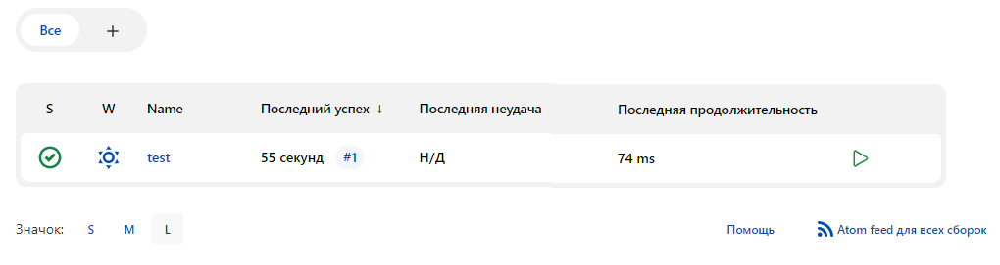 Все +
S W Name Последний успех ↓ Последняя неудача Последняя продолжительность
test 55 секунд #1 Н/Д 74 ms
Значок: S M L Помощь Atom feed для всех сборок